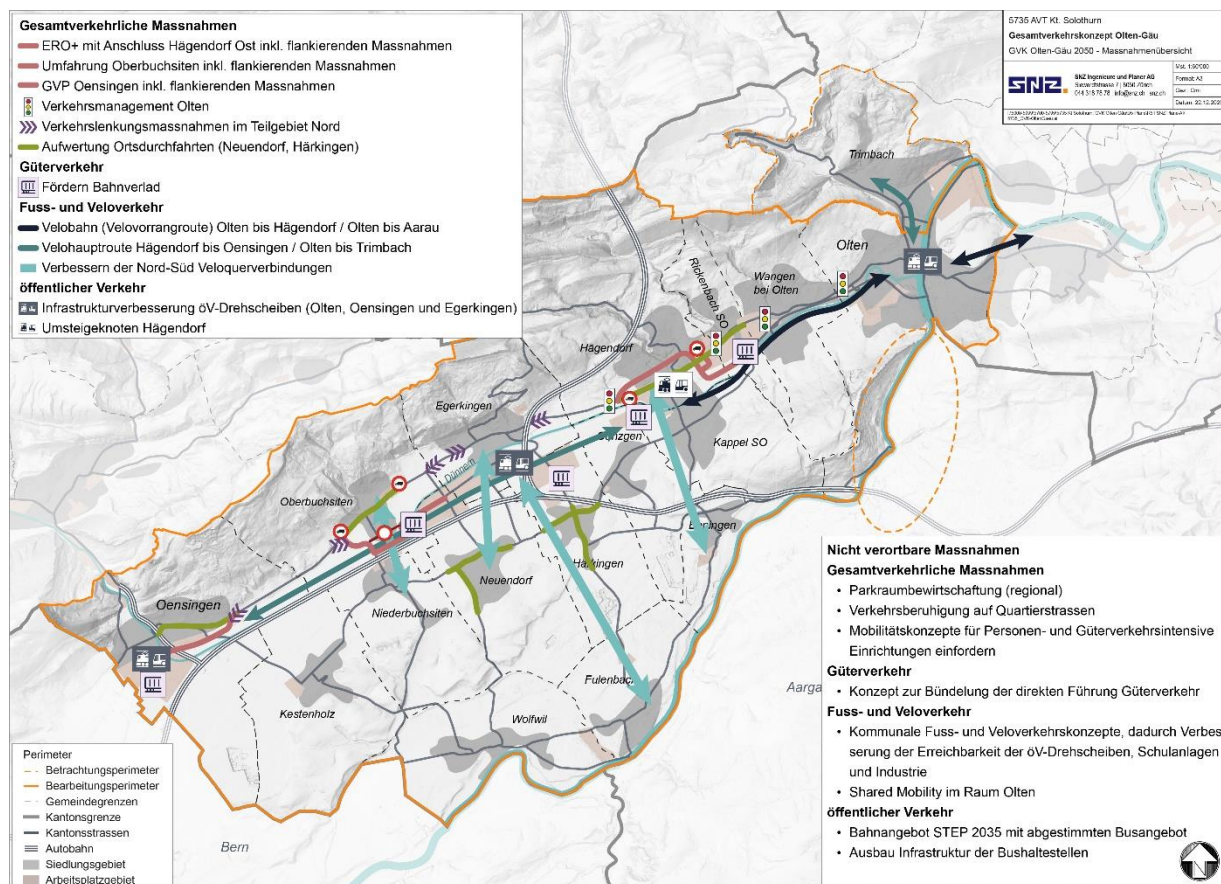 Gesamtverkehrliche Massnahmen
ERO+ mit Anschluss Hägendorf Ost inkl. flankierenden Massnahmen
Umfahrung Oberbuchsiten inkl. flankierenden Massnahmen
GVP Oensingen inkl. flankierenden Massnahmen
Verkehrsmanagement Olten
Verkehrslenkungsmassnahmen im Teilgebiet Nord
Aufwertung Ortsdurchfahrten (Neuendorf, Härkingen)
Güterverkehr
Fördern Bahnverlad
Fuss- und Veloverkehr
Velobahn (Velovorrangroute) Olten bis Hägendorf / Olten bis Aarau
Velohauptroute Hägendorf bis Oensingen / Olten bis Trimbach
Verbessern der Nord-Süd Veloquerverbindungen
öffentlicher Verkehr
Infrastrukturverbesserung öV-Drehscheiben (Olten, Oensingen und Egerkingen)
Umsteigeknoten Hägendorf
5735 AVT Kt. Solothurn
Gesamtverkehrskonzept Olten-Gäu
GVK Olten-Gäu 2050 - Massnahmenübersicht
SNZ.
SNZ Ingenieure und Planer AG
Format: A3
Trimbach
Olten
Rickenbach SO
Wangen
bei Olten
Hägendorf
Egerkingen
Kappel SO
Dünnern
Oberbuchsiten
Härkingen
Neuendorf
Niederbuchsiten
Oensingen
Fulenbach
Kestenholz
Wolfwil
Aarga
Bern
Perimeter
Betrachtungsperimeter
Bearbeitungsperimeter
Gemeindegrenzen
Kantonsgrenze
Kantonsstrassen
Autobahn
Siedlungsgebiet
Arbeitsplatzgebiet
Nicht verortbare Massnahmen
Gesamtverkehrliche Massnahmen
• Parkraumbewirtschaftung (regional)
• Verkehrsberuhigung auf Quartierstrassen
• Mobilitätskonzepte für Personen- und Güterverkehrsintensive
Einrichtungen einfordern
Güterverkehr
• Konzept zur Bündelung der direkten Führung Güterverkehr
Fuss- und Veloverkehr
• Kommunale Fuss- und Veloverkehrskonzepte, dadurch Verbes
serung der Erreichbarkeit der öV-Drehscheiben, Schulanlagen
und Industrie
• Shared Mobility im Raum Olten
öffentlicher Verkehr
• Bahnangebot STEP 2035 mit abgestimmten Busangebot
• Ausbau Infrastruktur der Bushaltestellen
N